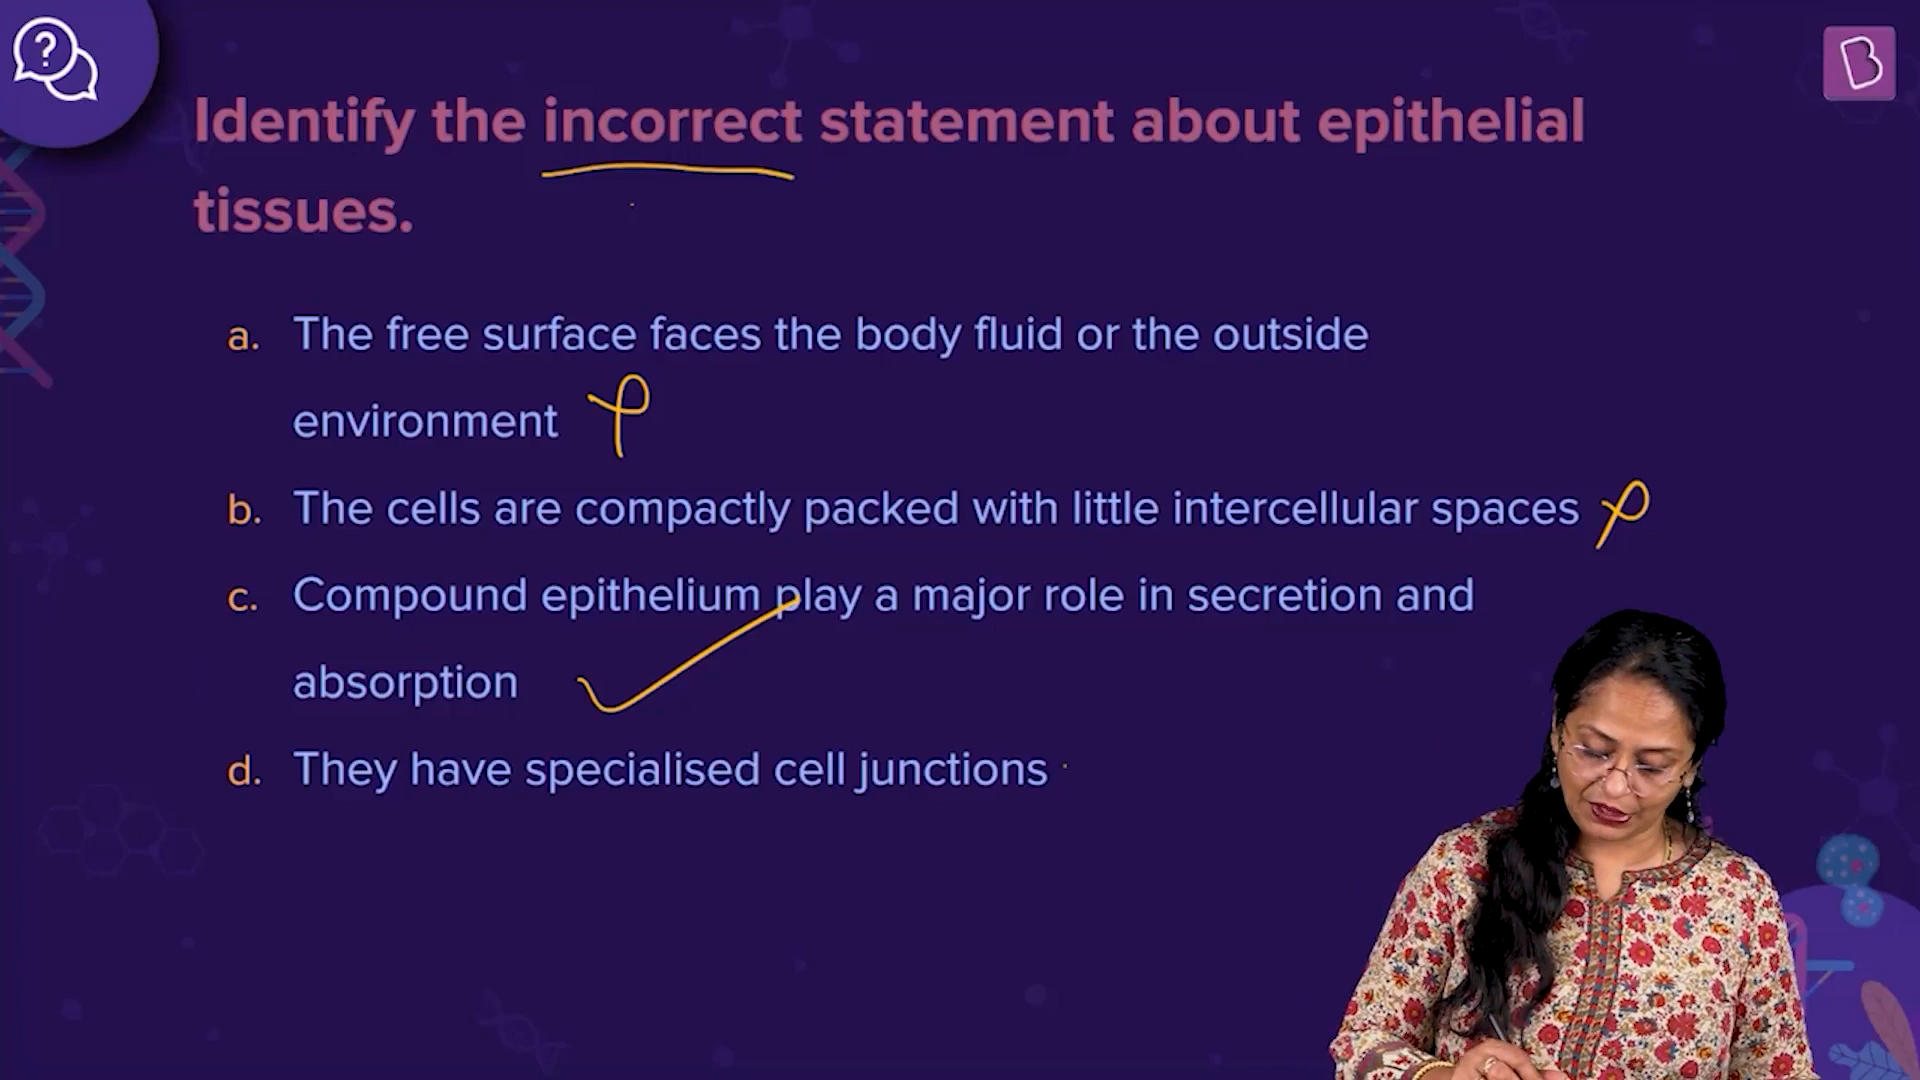 Identify the incorrect statement about epithelial
tissues.
a. The free surface faces the body fluid or the outside
environment
b. The cells are compactly packed with little intercellular spaces
c. Compound epithelium play a major role in secretion and
absorption
d. They have specialised cell junctions